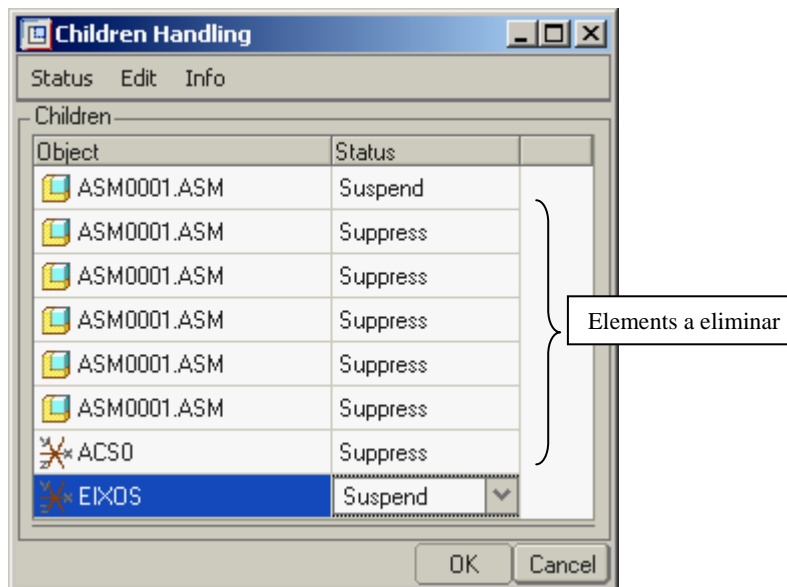 Children Handling
Status Edit Info
Children
Object Status
ASM0001.ASM Suspend
ASM0001.ASM Suppress
ASM0001.ASM Suppress
ASM0001.ASM Suppress
Elements a eliminar
ASM0001.ASM Suppress
ASM0001.ASM Suppress
ACS0 Suppress
EIXOS Suspend
OK Cancel